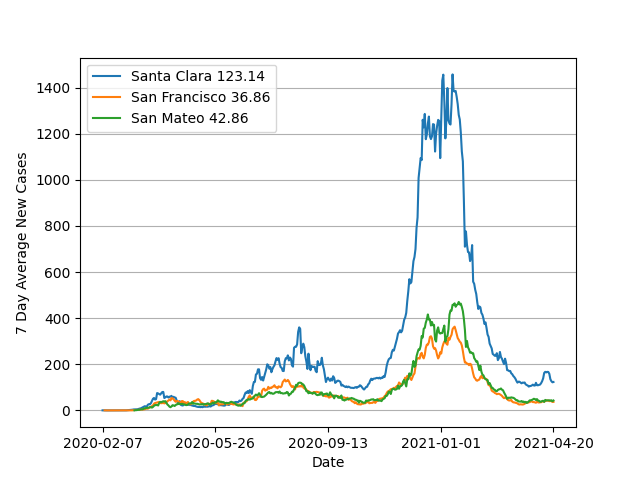 Santa Clara 123.14
San Francisco 36.86
San Mateo 42.86
7 Day Average New Cases
1400
1200
1000
800
600
400
200
0
2020-02-07 2020-05-26 2020-09-13 2021-01-01 2021-04-20
Date